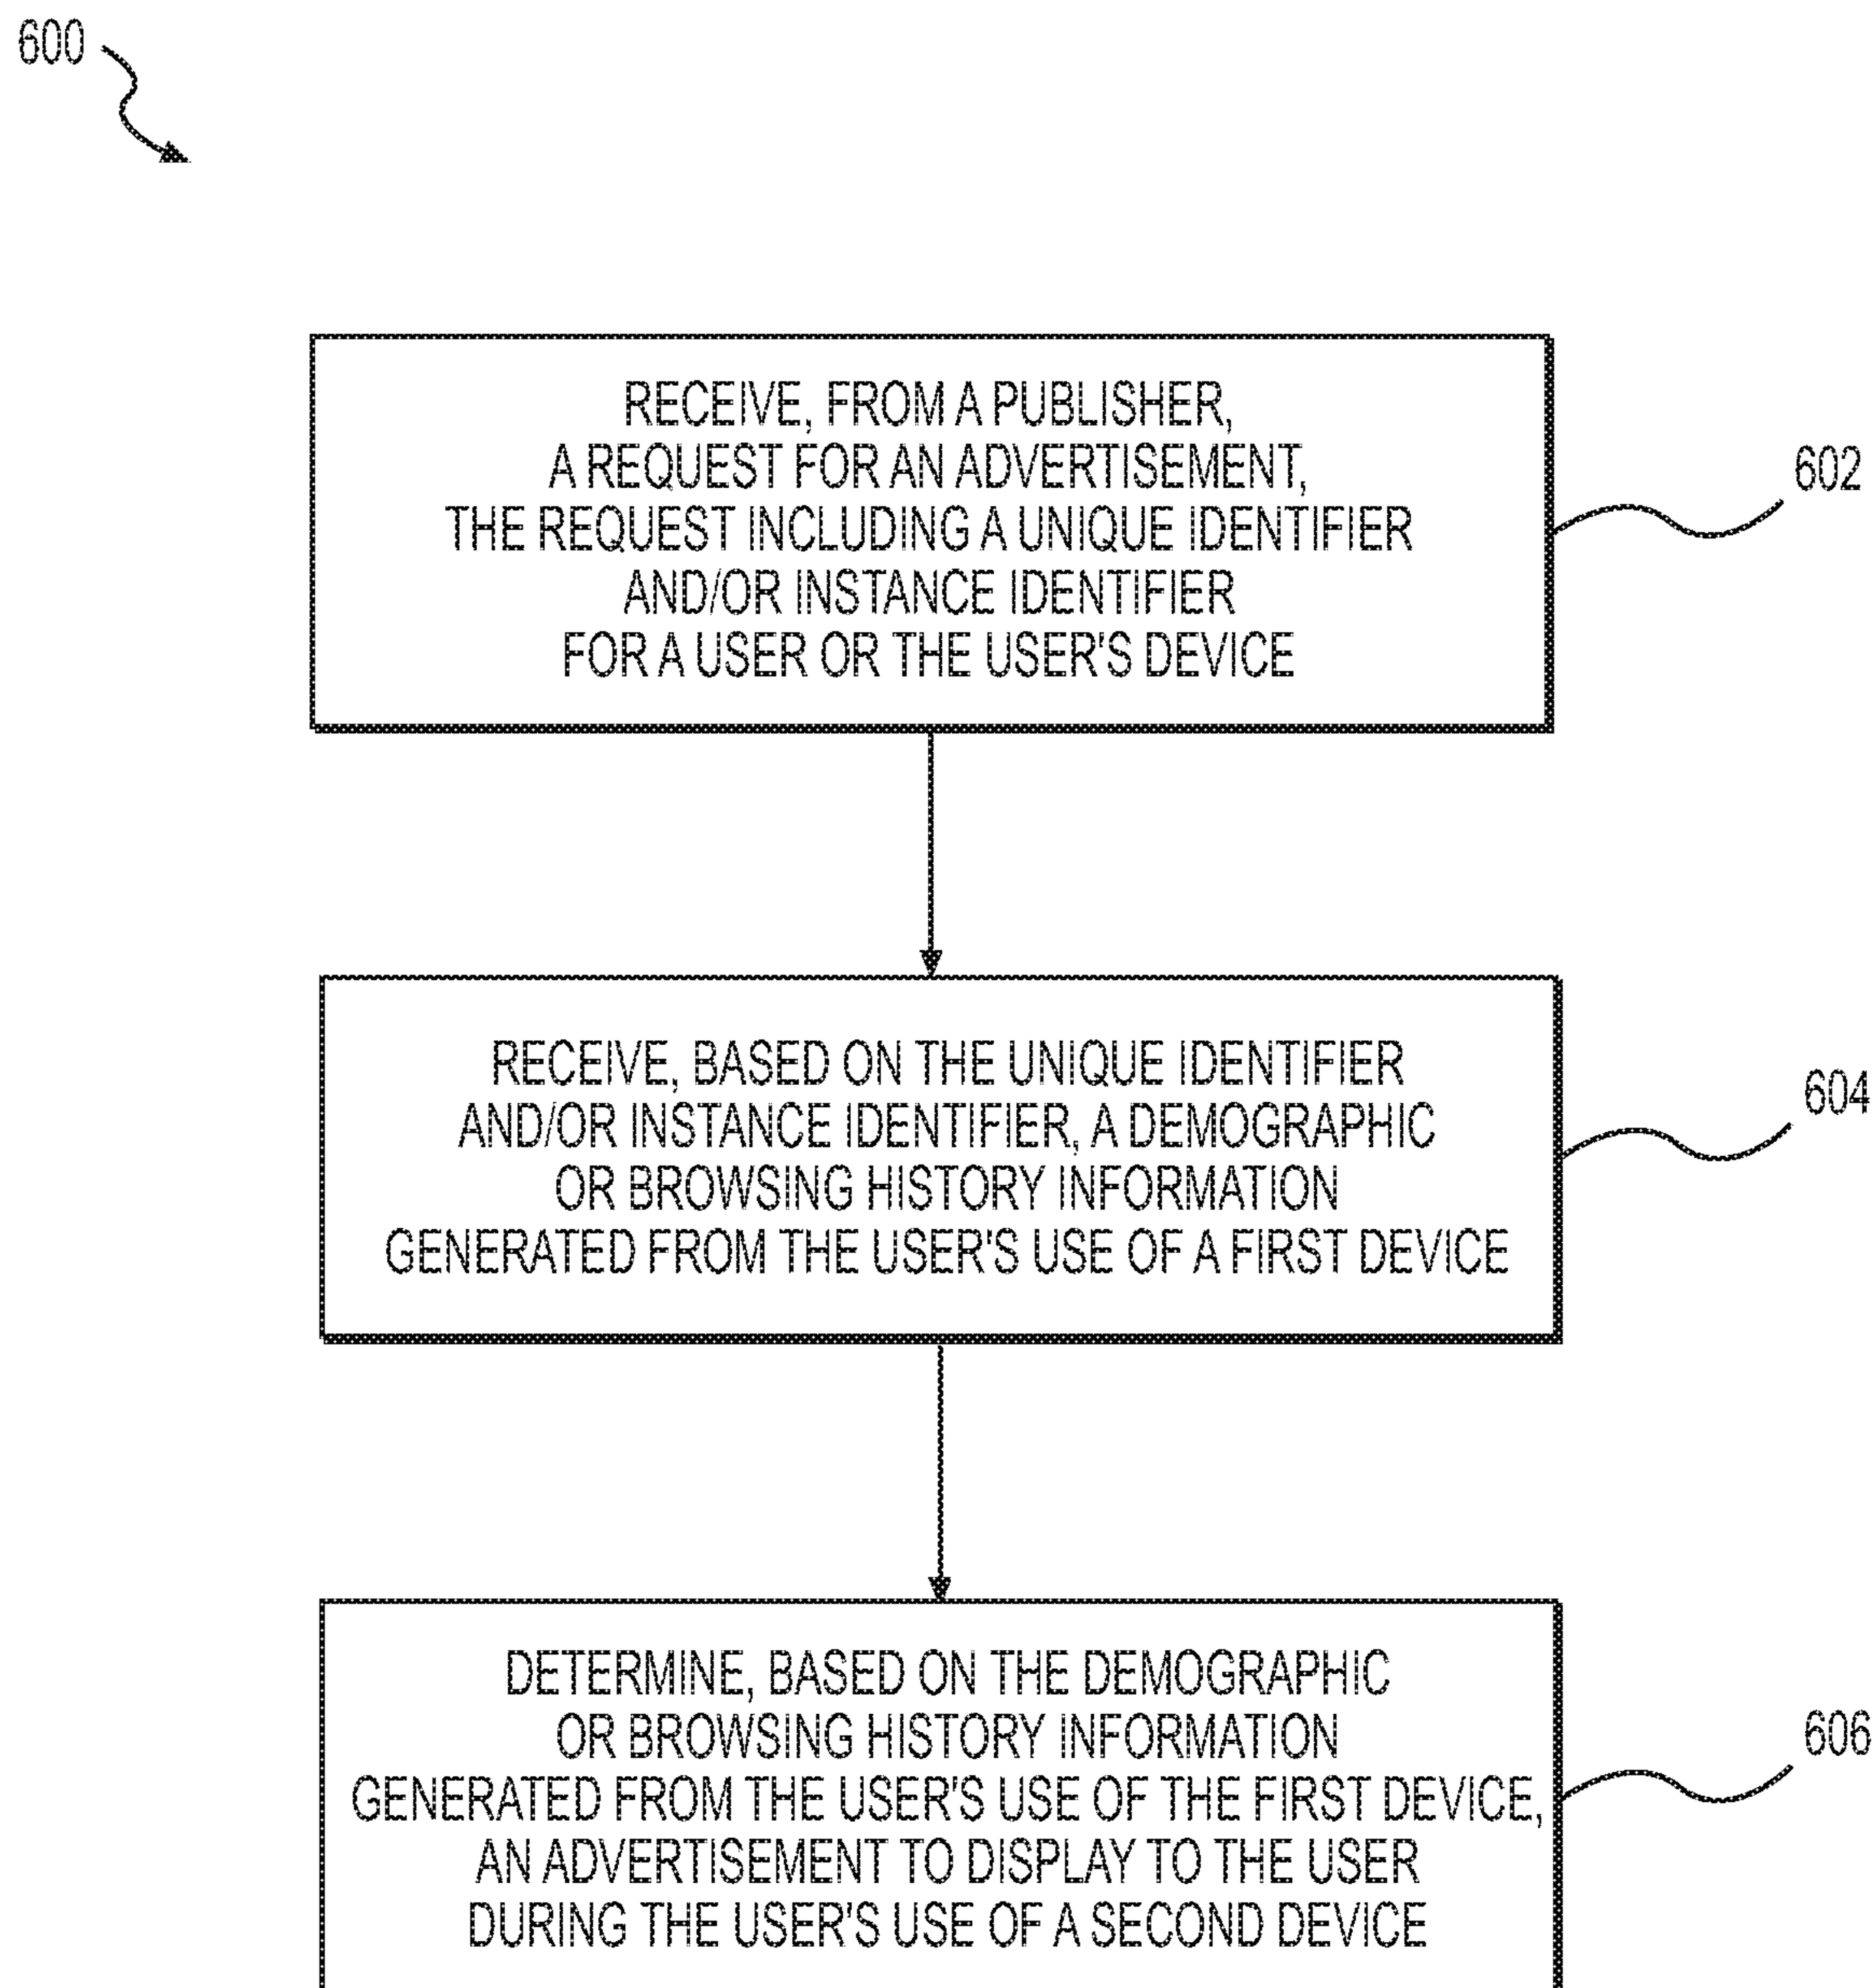 600
RECEIVE, FROM A PUBLISHER,
A REQUEST FOR AN ADVERTISEMENT,
THE REQUEST INCLUDING A UNIQUE IDENTIFIER
AND/OR INSTANCE IDENTIFIER
FOR A USER OR THE USER'S DEVICE
602
RECEIVE, BASED ON THE UNIQUE IDENTIFIER
AND/OR INSTANCE IDENTIFIER, A DEMOGRAPHIC
OR BROWSING HISTORY INFORMATION
GENERATED FROM THE USER'S USE OF A FIRST DEVICE
604
DETERMINE, BASED ON THE DEMOGRAPHIC
OR BROWSING HISTORY INFORMATION
GENERATED FROM THE USER'S USE OF THE FIRST DEVICE,
AN ADVERTISEMENT TO DISPLAY TO THE USER
DURING THE USER'S USE OF A SECOND DEVICE
606